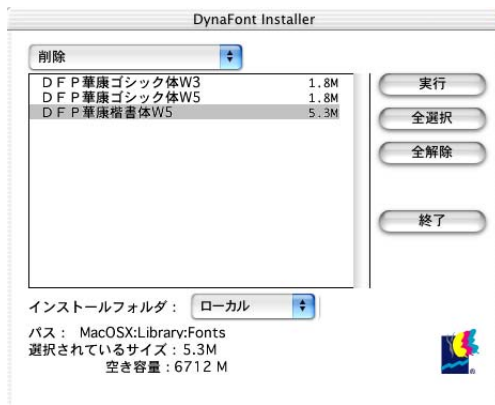 DynaFont Installer
削除
ＤＦＰ華康ゴシック体W3 1.8M
ＤＦＰ華康ゴシック体W5 1.8M
ＤＦＰ華康楷書体W5 5.3M
実行
全選択
全解除
終了
インストールフォルダ： ローカル
パス： MacOSX:Library:Fonts
選択されているサイズ：5.3M
空き容量：6712 M